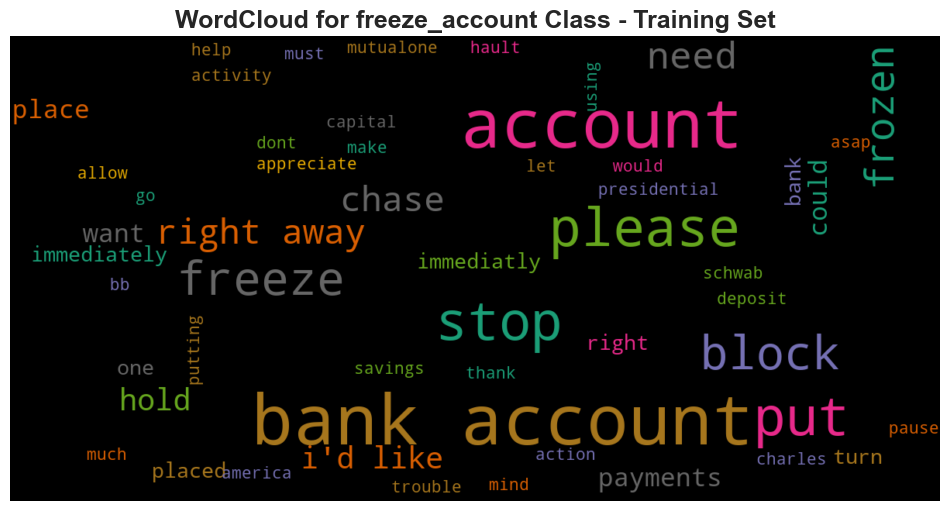 WordCloud for freeze_account Class - Training Set
help
must
mutualone
hault
need
activity
using
frozen
place
capital
account
asap
dont
make
appreciate
let
would
allow
bank
could
presidential
go
chase
want
right away
please
immediately
immediatly
freeze
schwab
bb
deposit
stop
putting
right
block
one
savings
thank
hold
bank account
put
pause
much
i'd like
action
charles
turn
placed
america
trouble
mind
payments